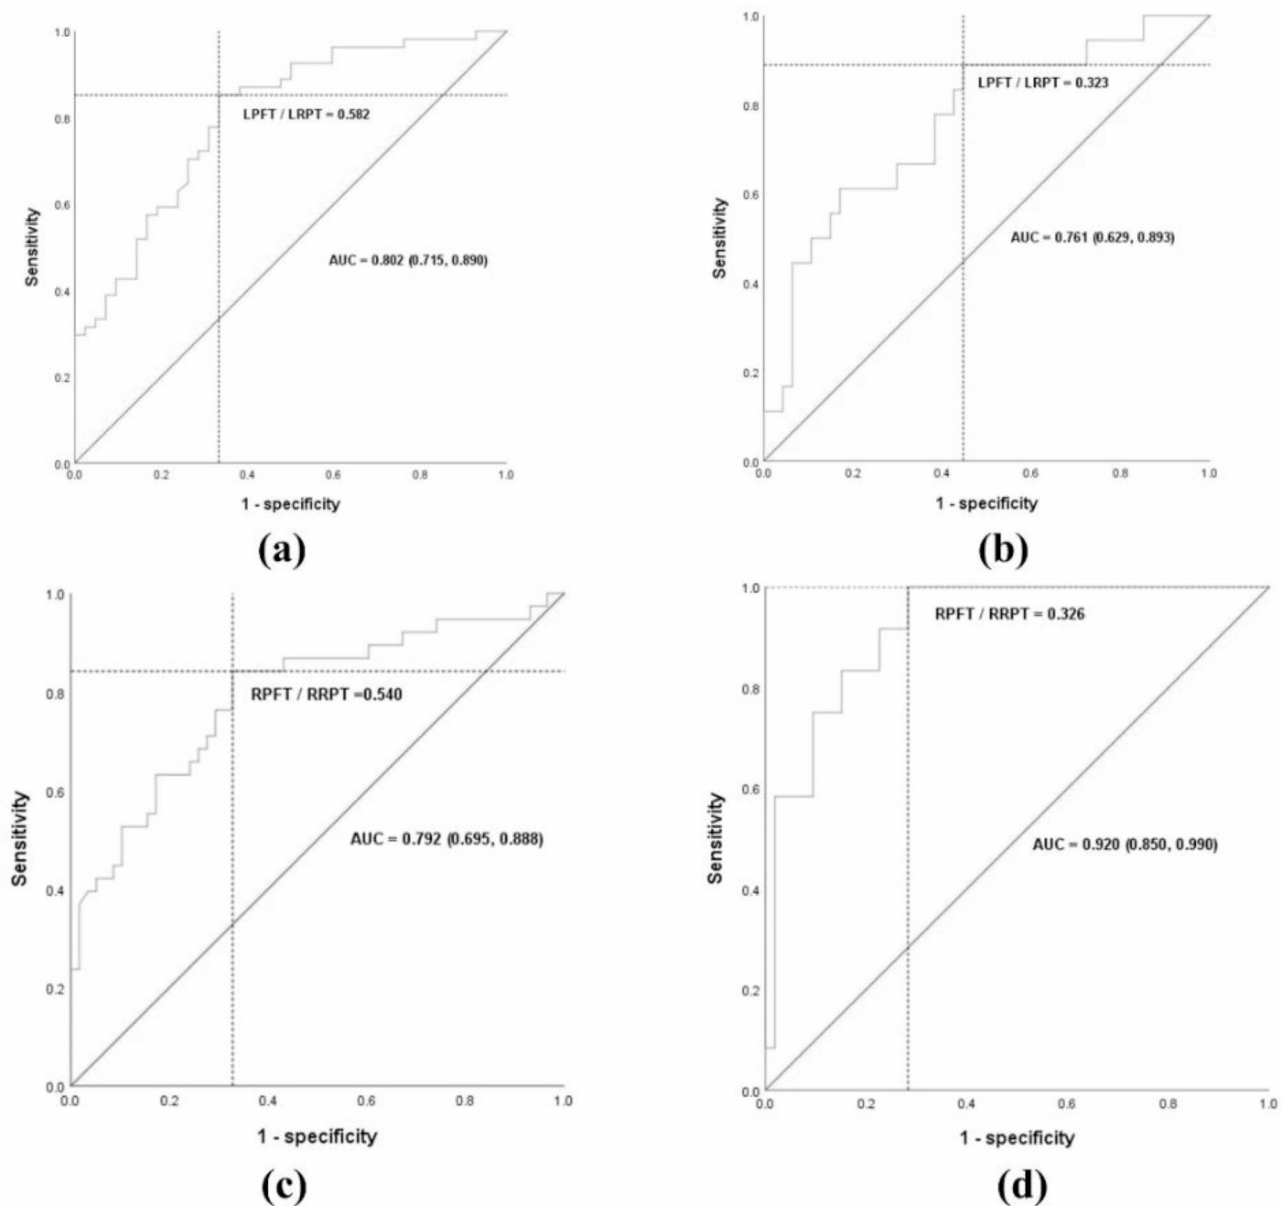 1.0
0.8
0.6
0.4
0.2
0.0
Sensitivity
LPFT / LRPT = 0.582
AUC = 0.802 (0.715, 0.890)
0.0 0.2 0.4 0.6 0.8 1.0
1 - specificity
(a)
1.0
0.8
0.6
0.4
0.2
0.0
Sensitivity
LPFT / LRPT = 0.323
AUC = 0.761 (0.629, 0.893)
0.0 0.2 0.4 0.6 0.8 1.0
1 - specificity
(b)
1.0
0.8
0.6
0.4
0.2
0.0
Sensitivity
RPFT / RRPT =0.540
AUC = 0.792 (0.695, 0.888)
0.0 0.2 0.4 0.6 0.8 1.0
1 - specificity
(c)
1.0
0.8
0.6
0.4
0.2
0.0
Sensitivity
RPFT / RRPT = 0.326
AUC = 0.920 (0.850, 0.990)
0.0 0.2 0.4 0.6 0.8 1.0
1 - specificity
(d)